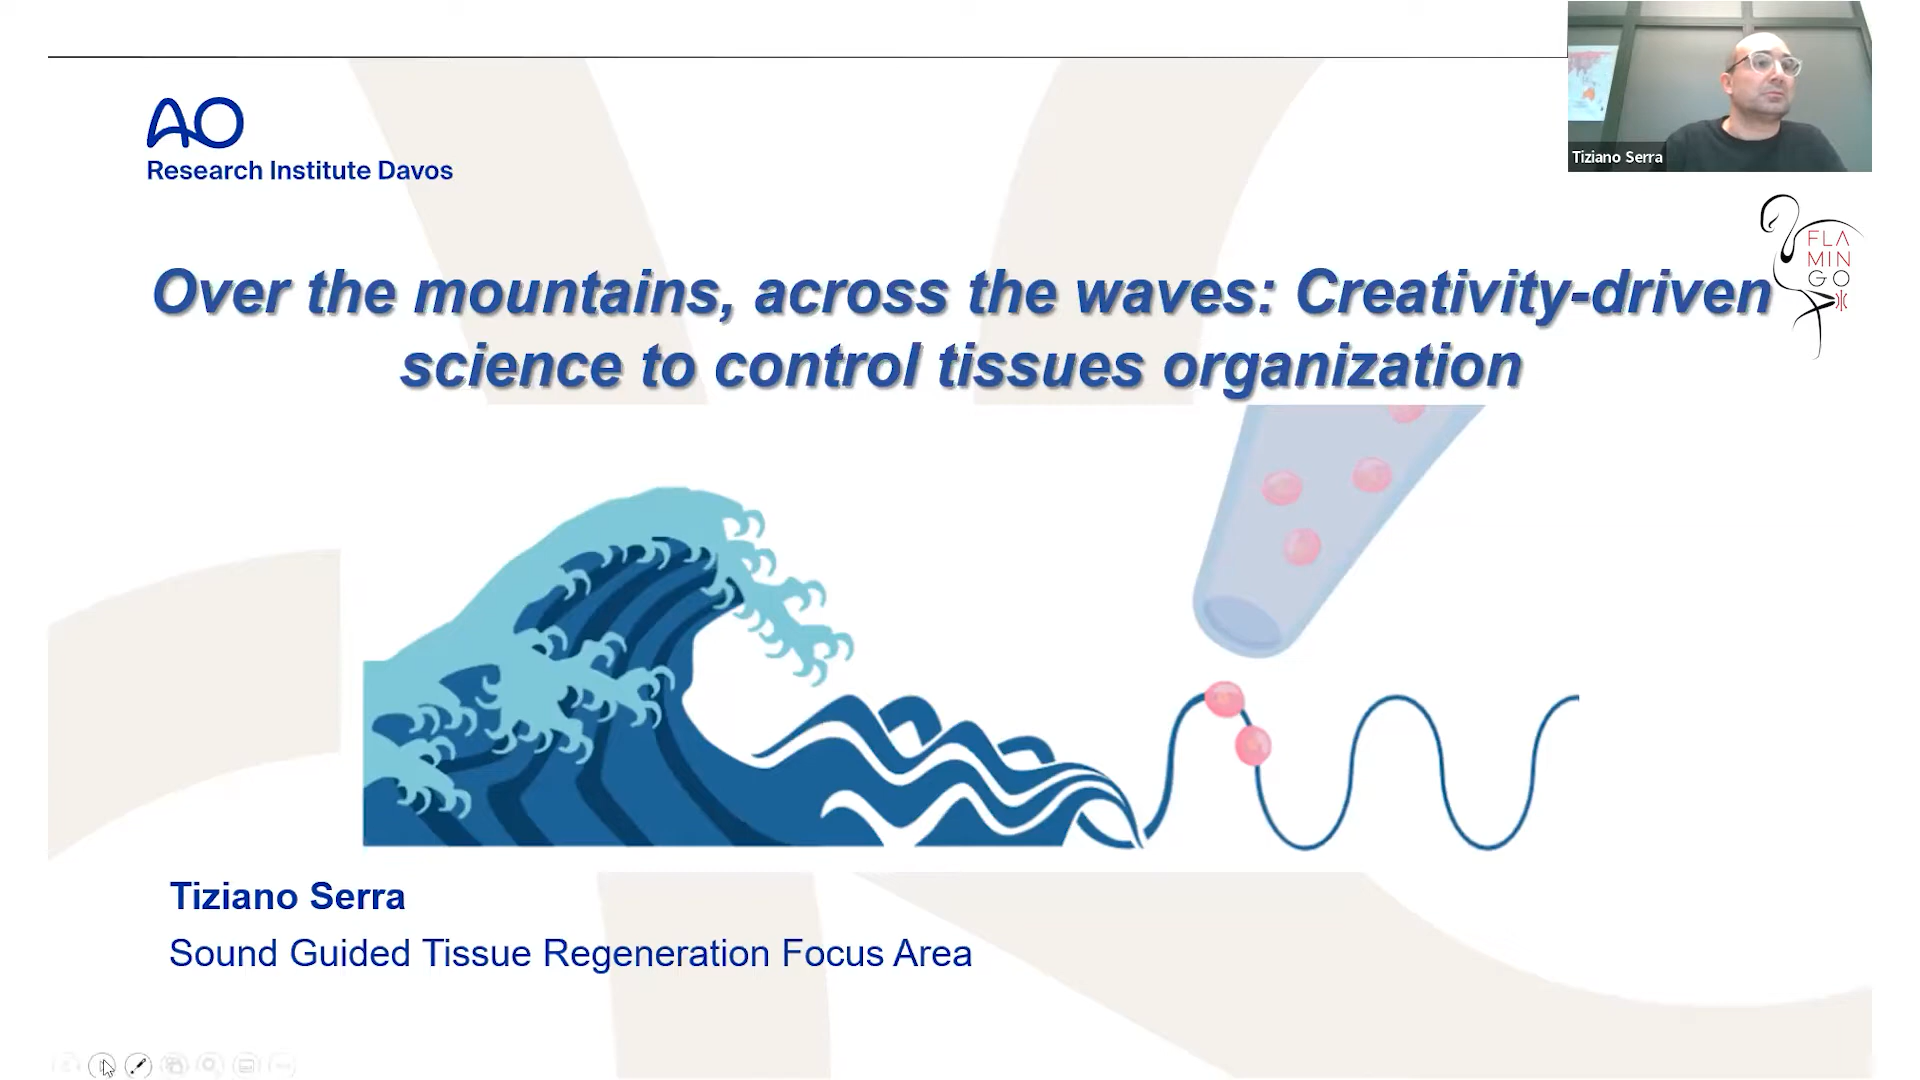 AO
Research Institute Davos
Tiziano Serra
FLA
MIN
GO
Over the mountains, across the waves: Creativity-driven
science to control tissues organization
Tiziano Serra
Sound Guided Tissue Regeneration Focus Area